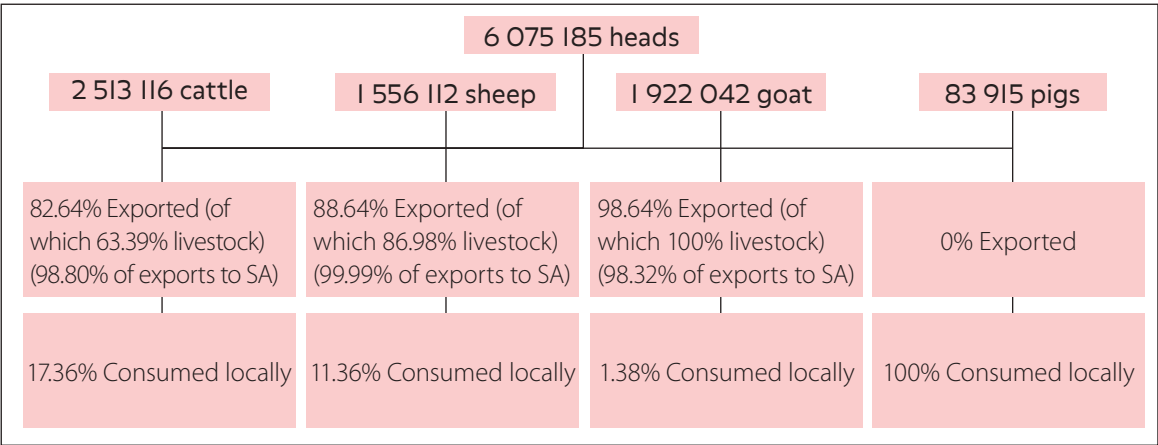 6 075 185 heads
2 513 116 cattle
1 556 112 sheep
1 922 042 goat
83 915 pigs
82.64% Exported (of
which 63.39% livestock)
(98.80% of exports to SA)
88.64% Exported (of
which 86.98% livestock)
(99.99% of exports to SA)
98.64% Exported (of
which 100% livestock)
(98.32% of exports to SA)
0% Exported
17.36% Consumed locally
11.36% Consumed locally
1.38% Consumed locally
100% Consumed locally